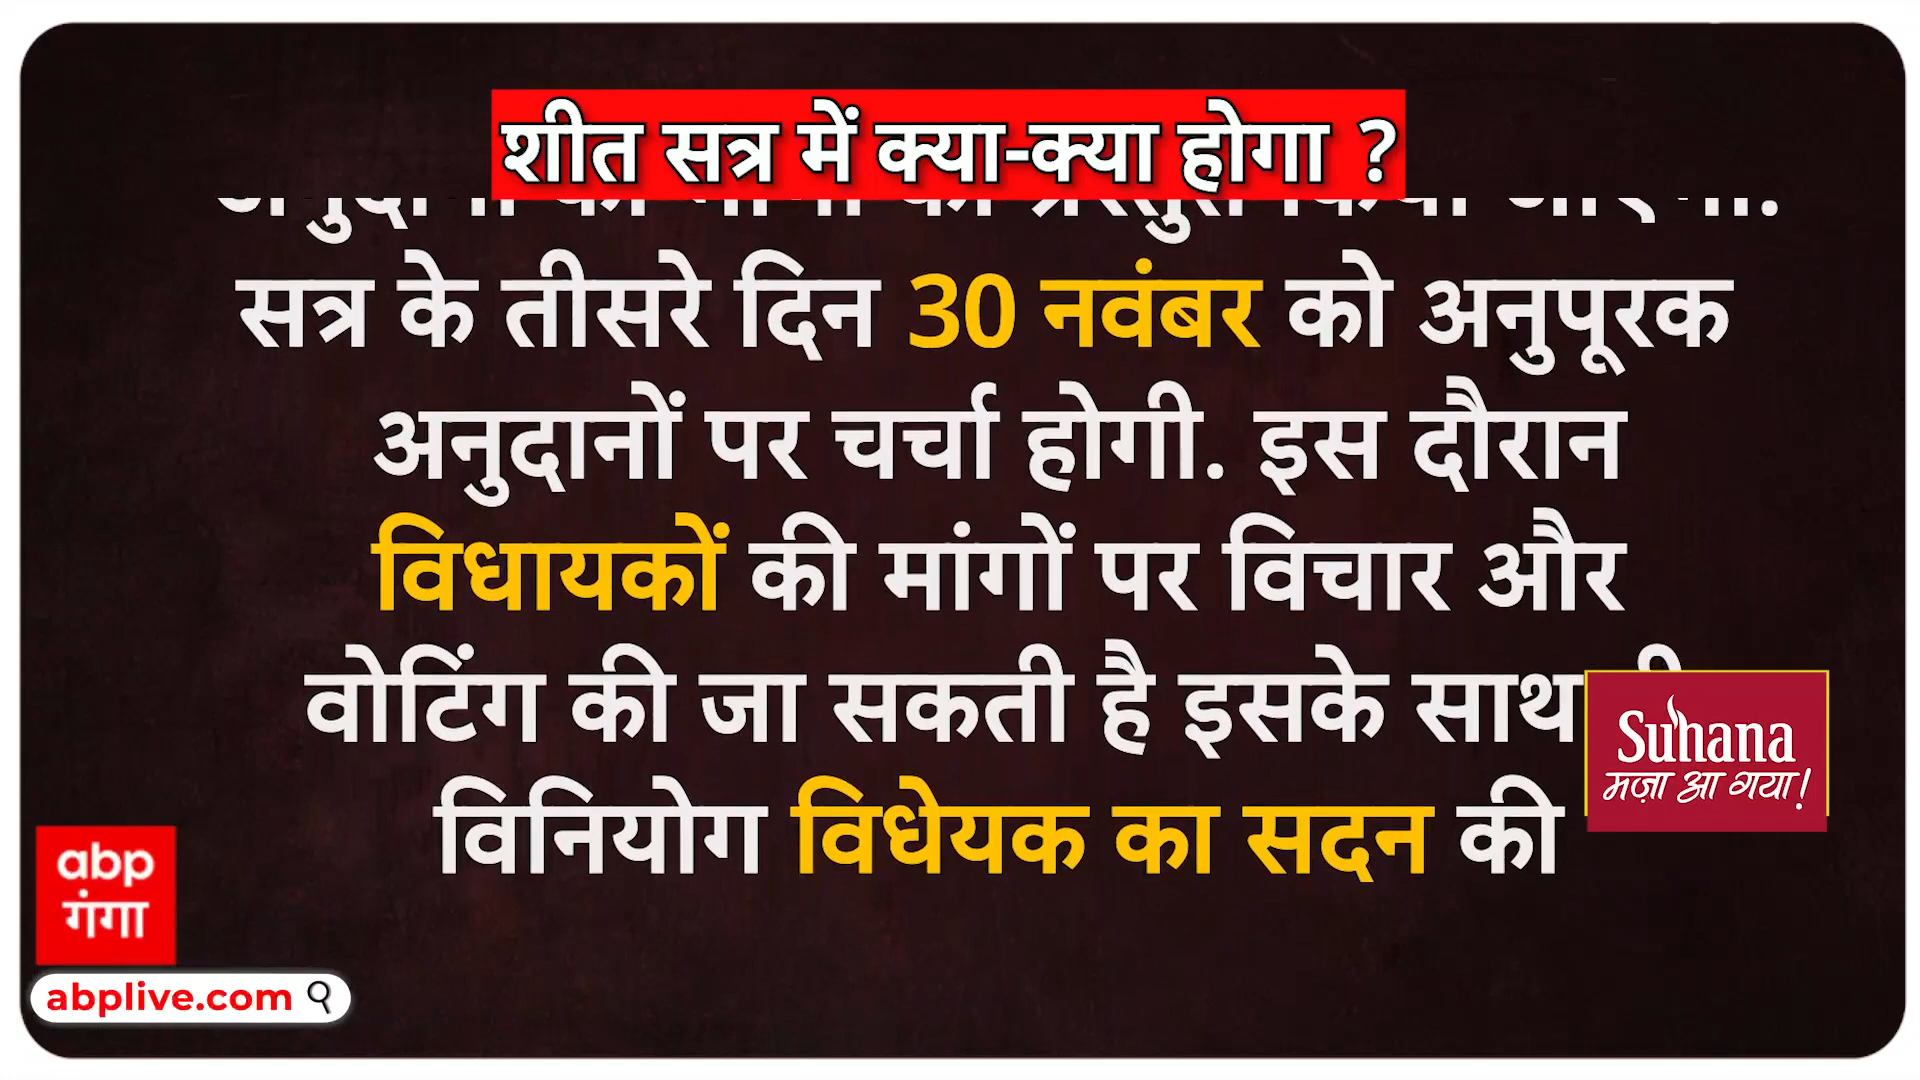 शीत सत्र में क्या-क्या होगा ?
सत्र के तीसरे दिन 30 नवंबर को अनुपूरक
अनुदानों पर चर्चा होगी. इस दौरान
विधायकों की मांगों पर विचार और
वोटिंग की जा सकती है इसके साथ
विनियोग विधेयक का सदन की
Suhana
मज़ा आ गया!
abp
गंगा
abplive.com